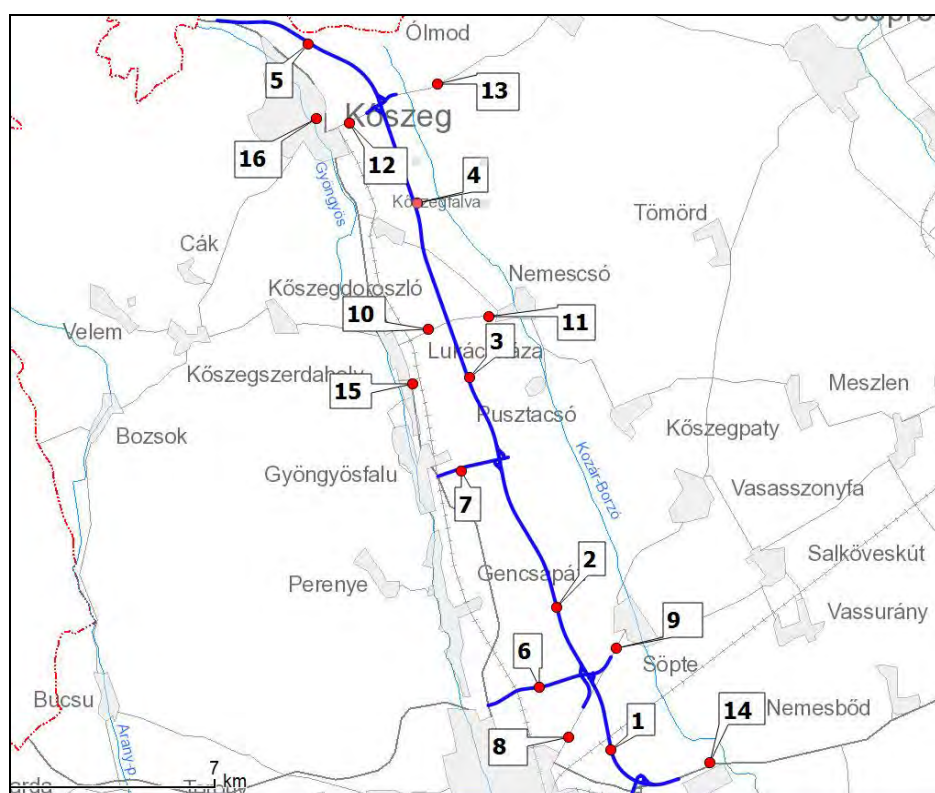 Ólmod
5
13
Kőszeg
16
12
4
Kőszegfalva
Gyöngyös
Tömörd
Cák
Nemescsó
Kőszegdoroszló
Velem
10
11
3
Kőszegszerdahely
15
Meszlen
Pusztacsó
Bozsok
Kőszegpaty
Gyöngyösfalu
Kozár-Borzó
7
Vasasszonyfa
2
Salköveskút
Perenye
9
Vassurány
6
Söpte
Bucsu
14
Nemesbőd
8
1
Arany-p
7
km